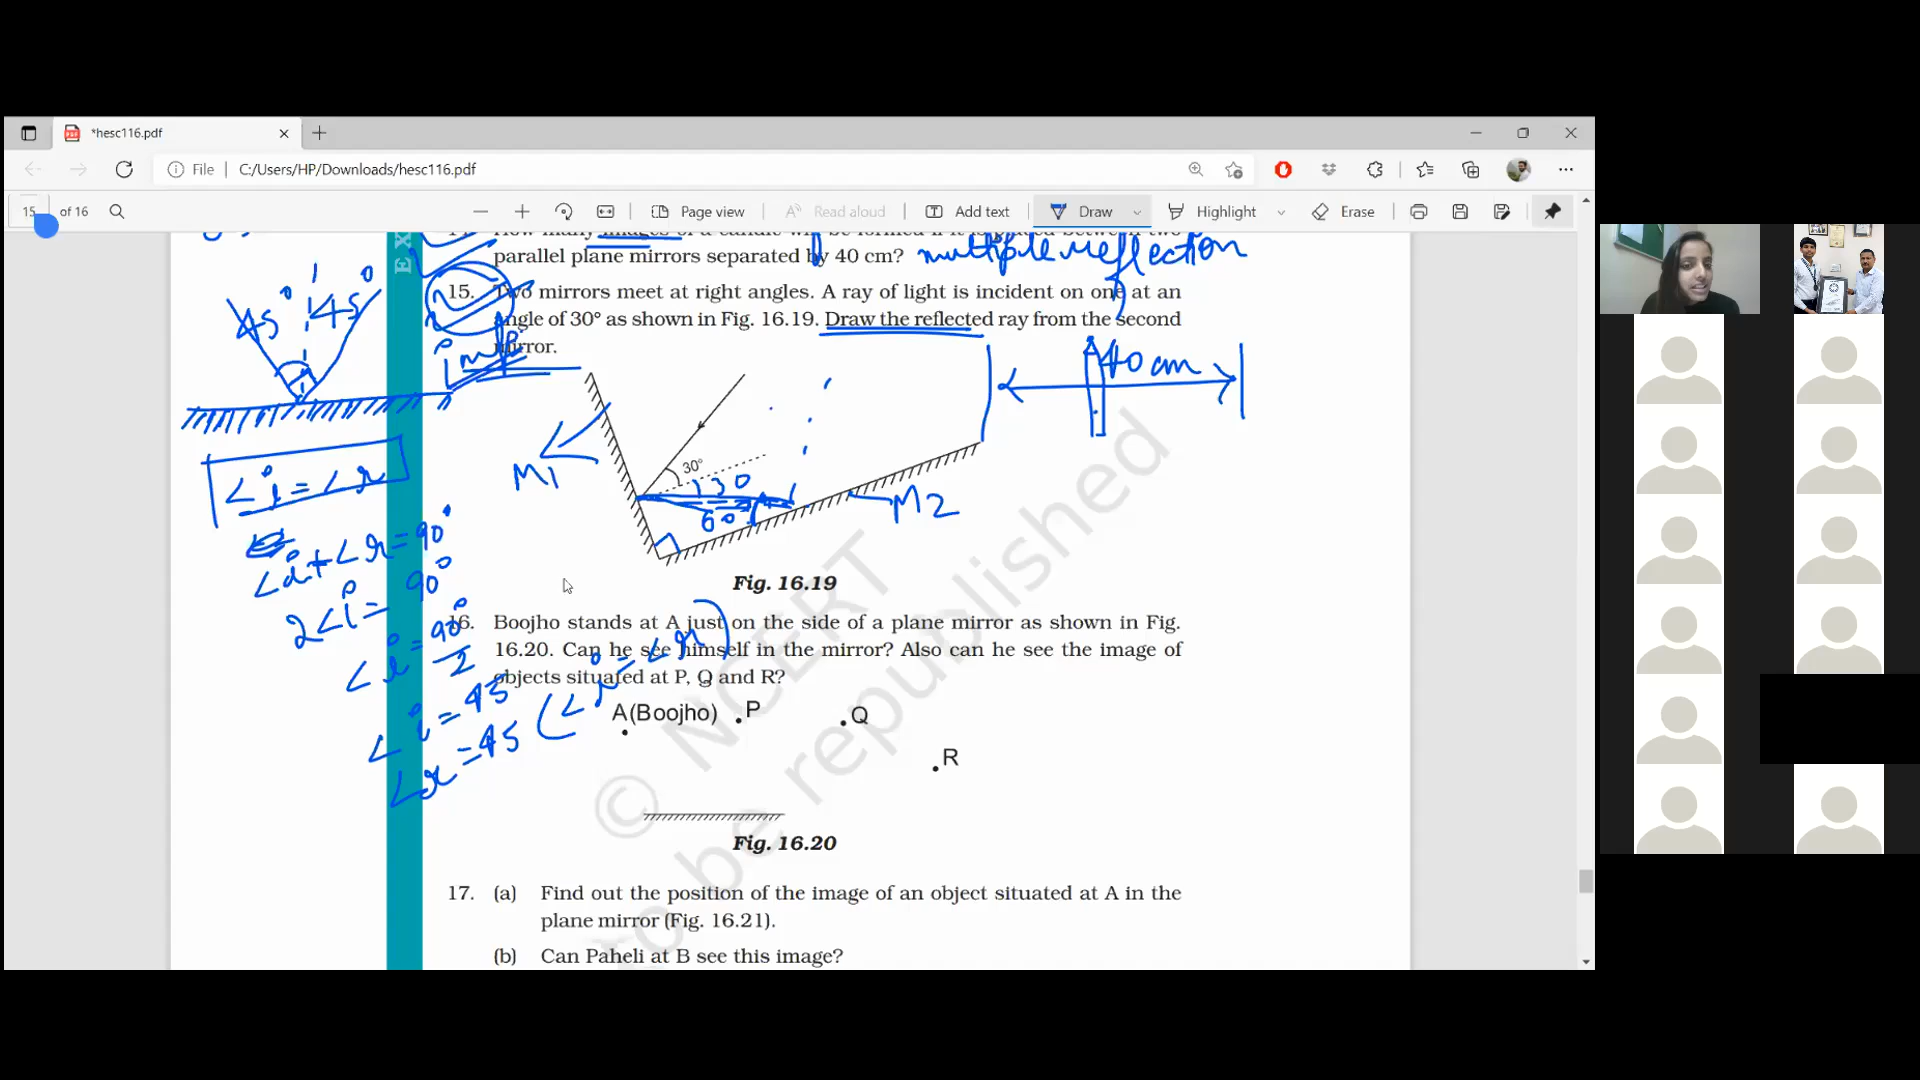 *hesc116.pdf
File
C:/Users/HP/Downloads/hesc116.pdf
15 of 16
Page view
Read aloud
Add text
Draw
Highlight
Erase
parallel plane mirrors separated by 40 cm? multiple reflection
15. Two mirrors meet at right angles. A ray of light is incident on one at an
angle of 30° as shown in Fig. 16.19. Draw the reflected ray from the second
mirror.
imp
45° 45°
40 cm
M1
30°
30
60°
M2
∠i = ∠r
∠i + ∠r = 90°
2∠i = 90°
∠i = 90°/2
∠i = 45
∠r = 45 (∠i = ∠r)
Fig. 16.19
16. Boojho stands at A just on the side of a plane mirror as shown in Fig.
16.20. Can he see himself in the mirror? Also can he see the image of
objects situated at P, Q and R?
A(Boojho)
P
Q
R
Fig. 16.20
17. (a) Find out the position of the image of an object situated at A in the
plane mirror (Fig. 16.21).
(b) Can Paheli at B see this image?
© NCERT
to be republished